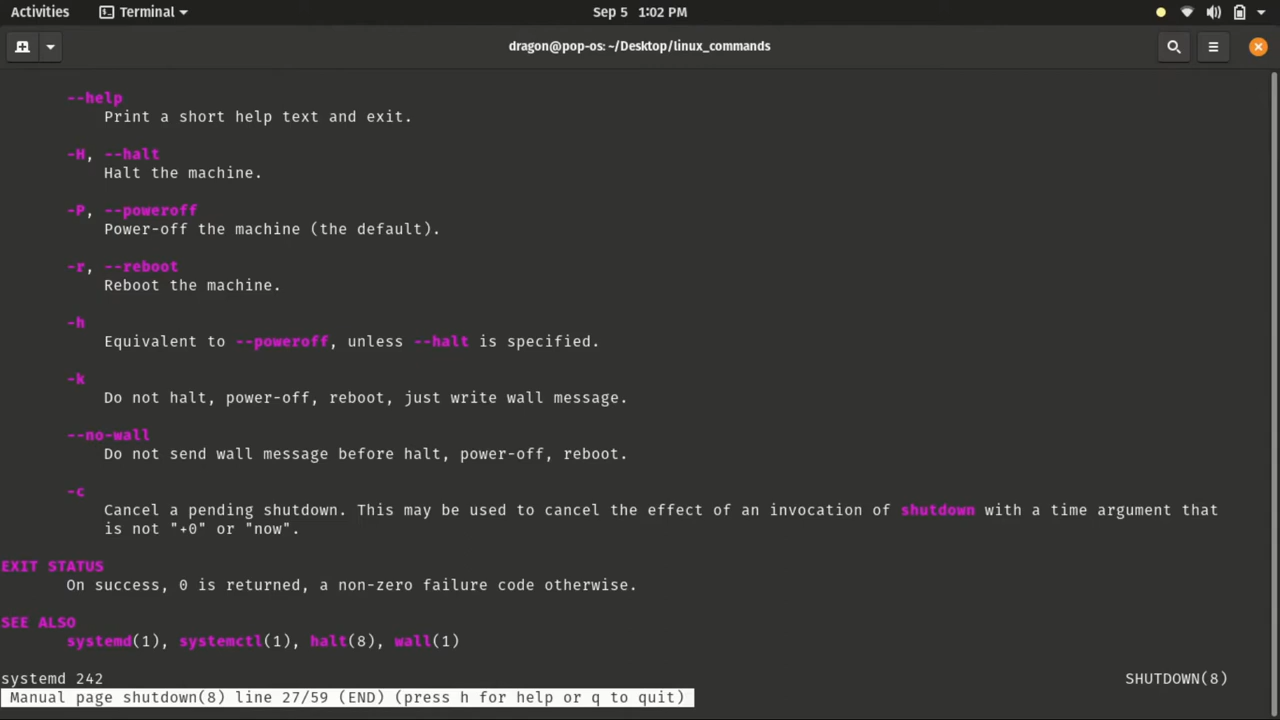 Activities Terminal Sep 5 1:02 PM
dragon@pop-os: ~/Desktop/linux_commands
--help
Print a short help text and exit.
-H, --halt
Halt the machine.
-P, --poweroff
Power-off the machine (the default).
-r, --reboot
Reboot the machine.
-h
Equivalent to --poweroff, unless --halt is specified.
-k
Do not halt, power-off, reboot, just write wall message.
--no-wall
Do not send wall message before halt, power-off, reboot.
-c
Cancel a pending shutdown. This may be used to cancel the effect of an invocation of shutdown with a time argument that
is not "+0" or "now".
EXIT STATUS
On success, 0 is returned, a non-zero failure code otherwise.
SEE ALSO
systemd(1), systemctl(1), halt(8), wall(1)
systemd 242 SHUTDOWN(8)
Manual page shutdown(8) line 27/59 (END) (press h for help or q to quit)